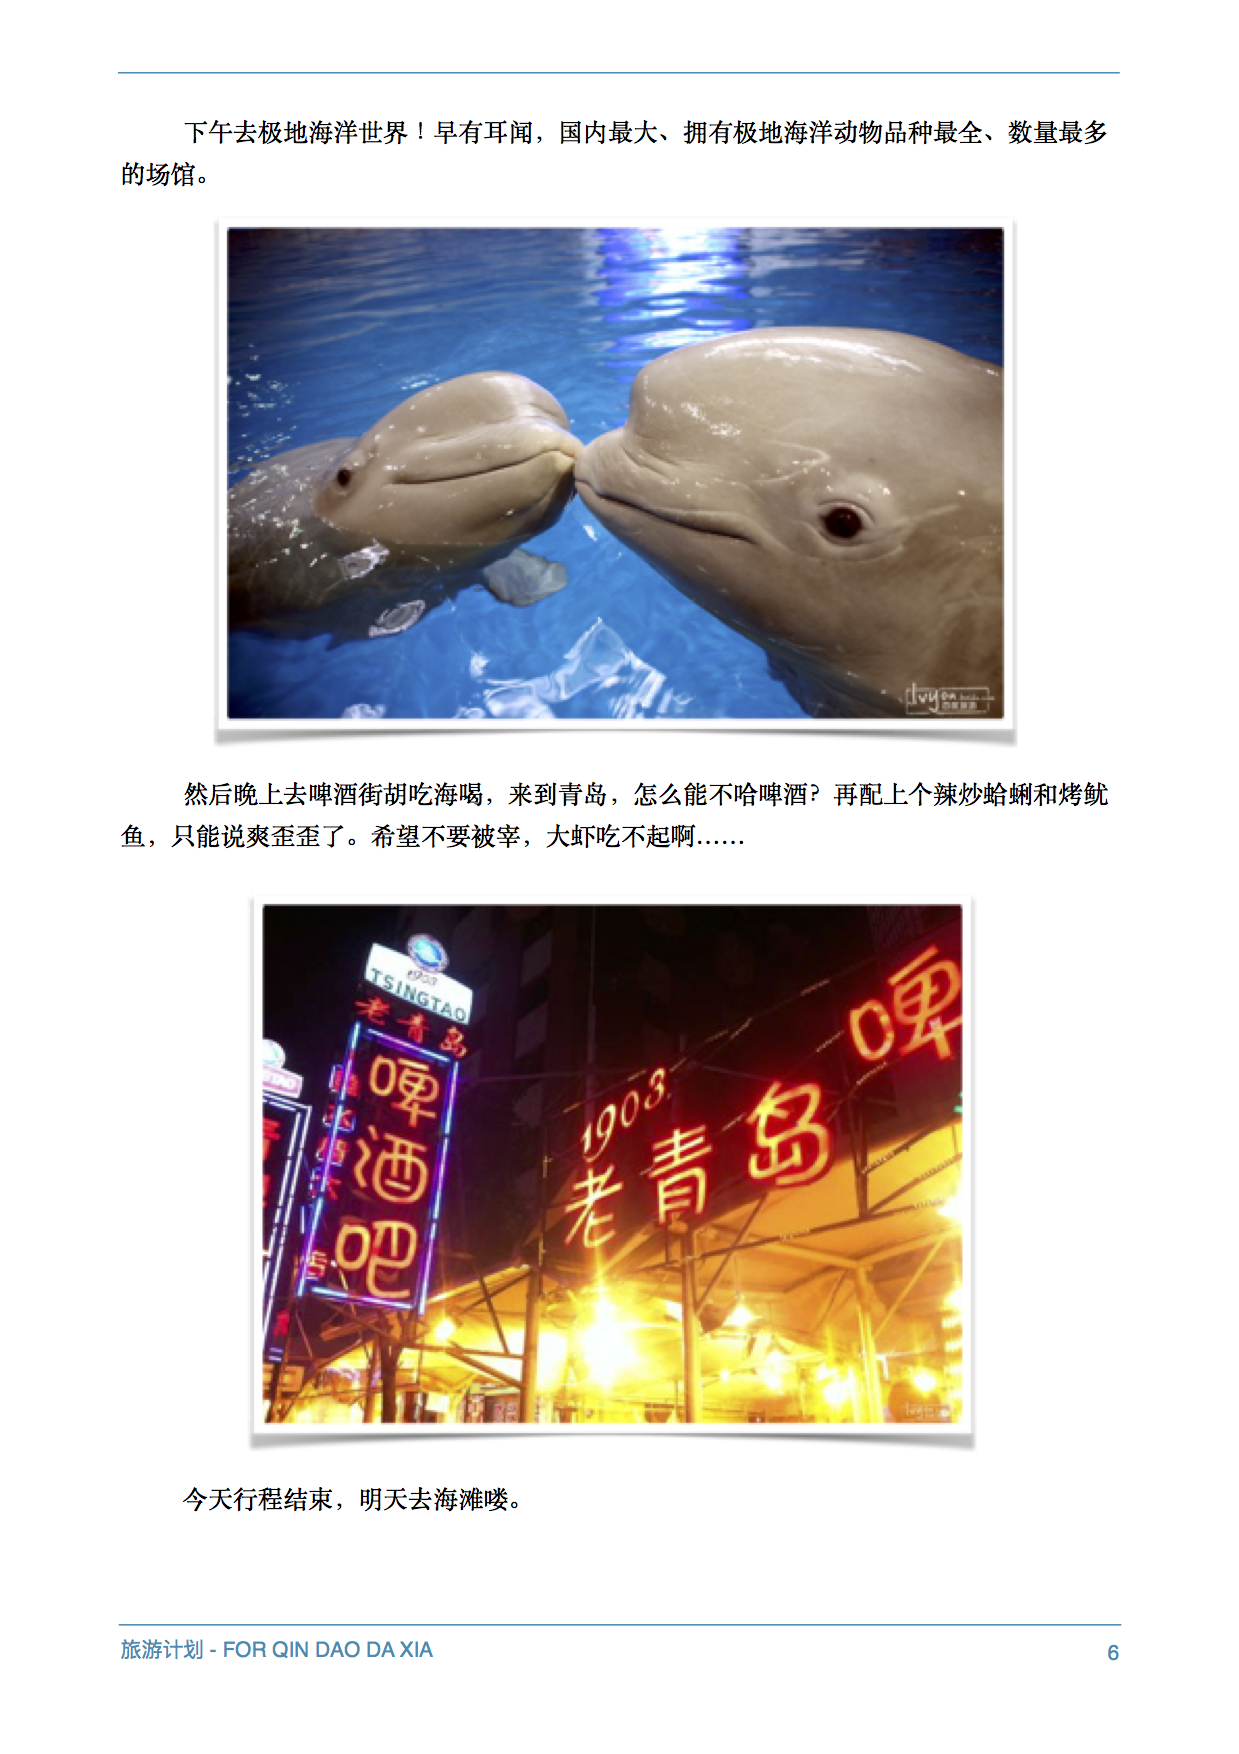 下午去极地海洋世界！早有耳闻，国内最大、拥有极地海洋动物品种最全、数量最多
的场馆。
然后晚上去啤酒街胡吃海喝，来到青岛，怎么能不哈啤酒？再配上个辣炒蛤蜊和烤鱿
鱼，只能说爽歪歪了。希望不要被宰，大虾吃不起啊……
1903
TSINGTAO
老青岛
啤酒吧
1903
老青岛
啤
今天行程结束，明天去海滩喽。
旅游计划 - FOR QIN DAO DA XIA
6